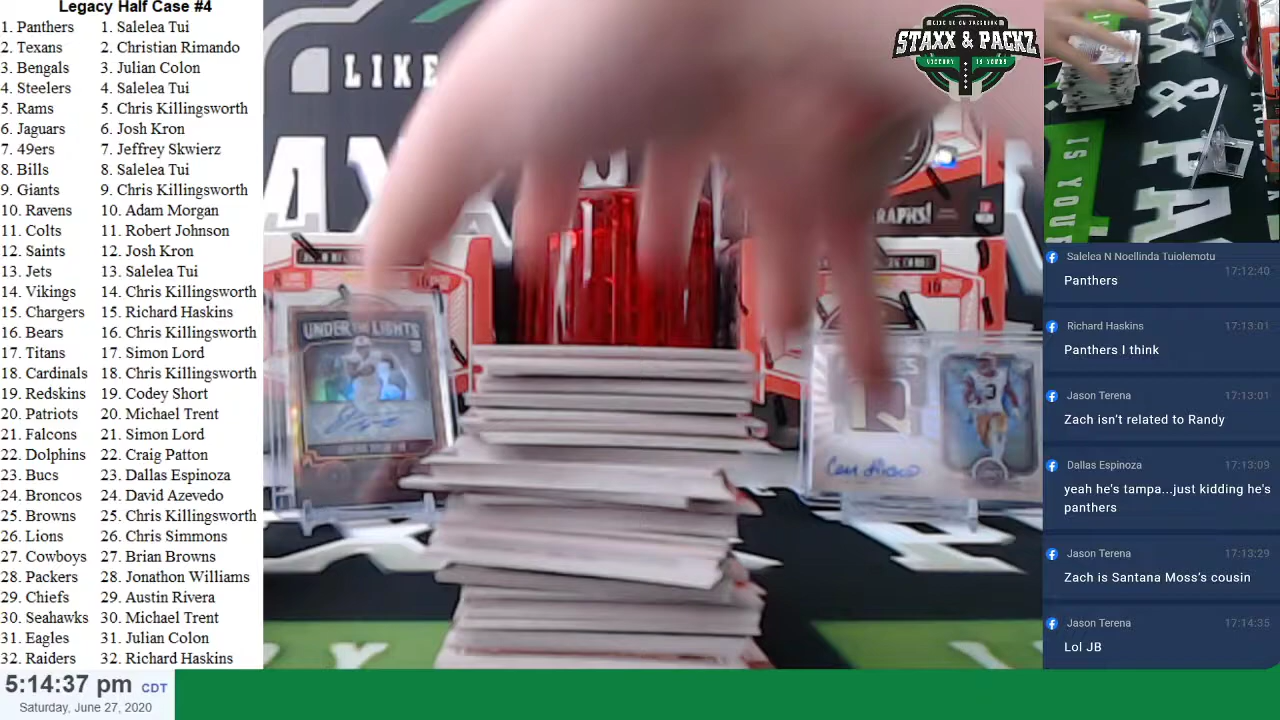 Legacy Half Case #4
1. Panthers 1. Salelea Tui
2. Texans 2. Christian Rimando
3. Bengals 3. Julian Colon
4. Steelers 4. Salelea Tui
5. Rams 5. Chris Killingsworth
6. Jaguars 6. Josh Kron
7. 49ers 7. Jeffrey Skwierz
8. Bills 8. Salelea Tui
9. Giants 9. Chris Killingsworth
10. Ravens 10. Adam Morgan
11. Colts 11. Robert Johnson
12. Saints 12. Josh Kron
13. Jets 13. Salelea Tui
14. Vikings 14. Chris Killingsworth
15. Chargers 15. Richard Haskins
16. Bears 16. Chris Killingsworth
17. Titans 17. Simon Lord
18. Cardinals 18. Chris Killingsworth
19. Redskins 19. Codey Short
20. Patriots 20. Michael Trent
21. Falcons 21. Simon Lord
22. Dolphins 22. Craig Patton
23. Bucs 23. Dallas Espinoza
24. Broncos 24. David Azevedo
25. Browns 25. Chris Killingsworth
26. Lions 26. Chris Simmons
27. Cowboys 27. Brian Browns
28. Packers 28. Jonathon Williams
29. Chiefs 29. Austin Rivera
30. Seahawks 30. Michael Trent
31. Eagles 31. Julian Colon
32. Raiders 32. Richard Haskins
5:14:37 pm CDT
Saturday, June 27, 2020
LIKE
UNDER THE LIGHTS
RAPHS!
LIKE US ON FACEBOOK
STAXX & PACKZ
VICTORY IS YOURS
IS YOUR
& PA
Salelea N Noellinda Tuiolemotu 17:12:40
Panthers
Richard Haskins 17:13:01
Panthers I think
Jason Terena 17:13:01
Zach isn't related to Randy
Dallas Espinoza 17:13:09
yeah he's tampa...just kidding he's
panthers
Jason Terena 17:13:29
Zach is Santana Moss's cousin
Jason Terena 17:14:35
Lol JB